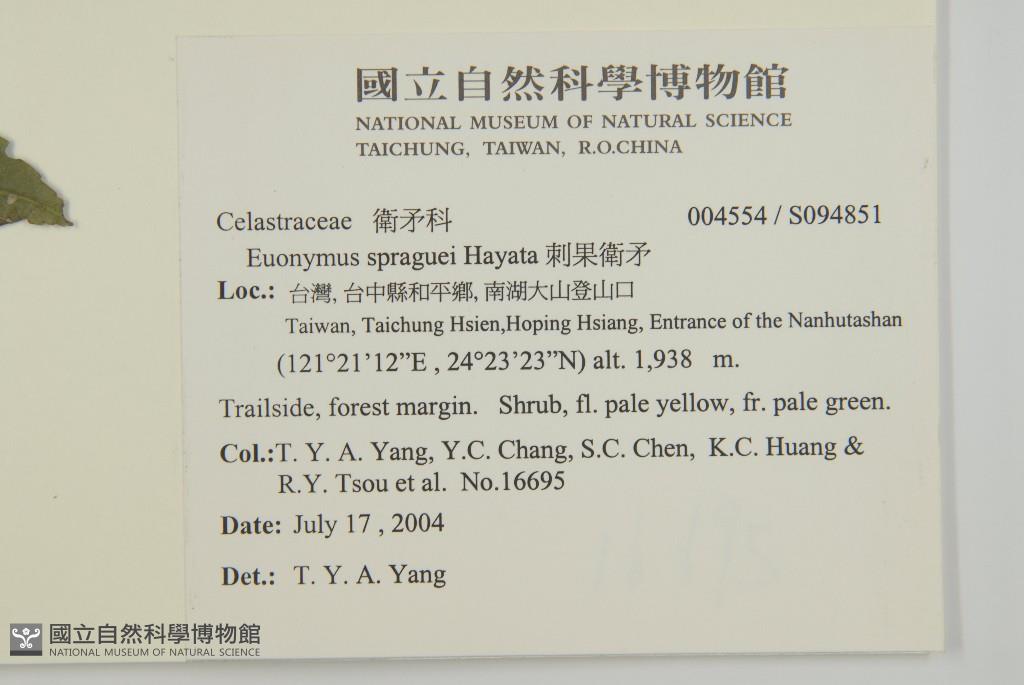 國立自然科學博物館
NATIONAL MUSEUM OF NATURAL SCIENCE
TAICHUNG, TAIWAN, R.O.CHINA
Celastraceae 衛矛科 004554 / S094851
Euonymus spraguei Hayata 刺果衛矛
Loc.: 台灣, 台中縣和平鄉, 南湖大山登山口
Taiwan, Taichung Hsien,Hoping Hsiang, Entrance of the Nanhutashan
(121°21’12”E , 24°23’23”N) alt. 1,938 m.
Trailside, forest margin. Shrub, fl. pale yellow, fr. pale green.
Col.:T. Y. A. Yang, Y.C. Chang, S.C. Chen, K.C. Huang &
R.Y. Tsou et al. No.16695
Date: July 17 , 2004
Det.: T. Y. A. Yang
國立自然科學博物館
NATIONAL MUSEUM OF NATURAL SCIENCE